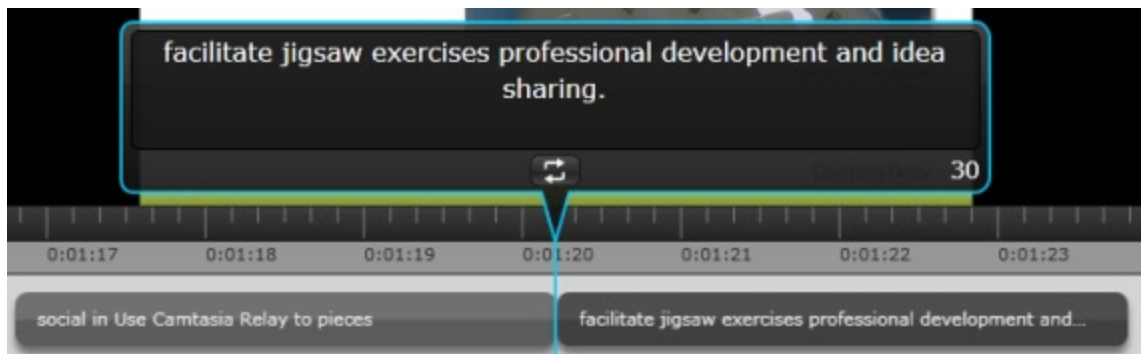 facilitate jigsaw exercises professional development and idea
sharing.
30
0:01:17 0:01:18 0:01:19 0:01:20 0:01:21 0:01:22 0:01:23
social in Use Camtasia Relay to pieces facilitate jigsaw exercises professional development and...